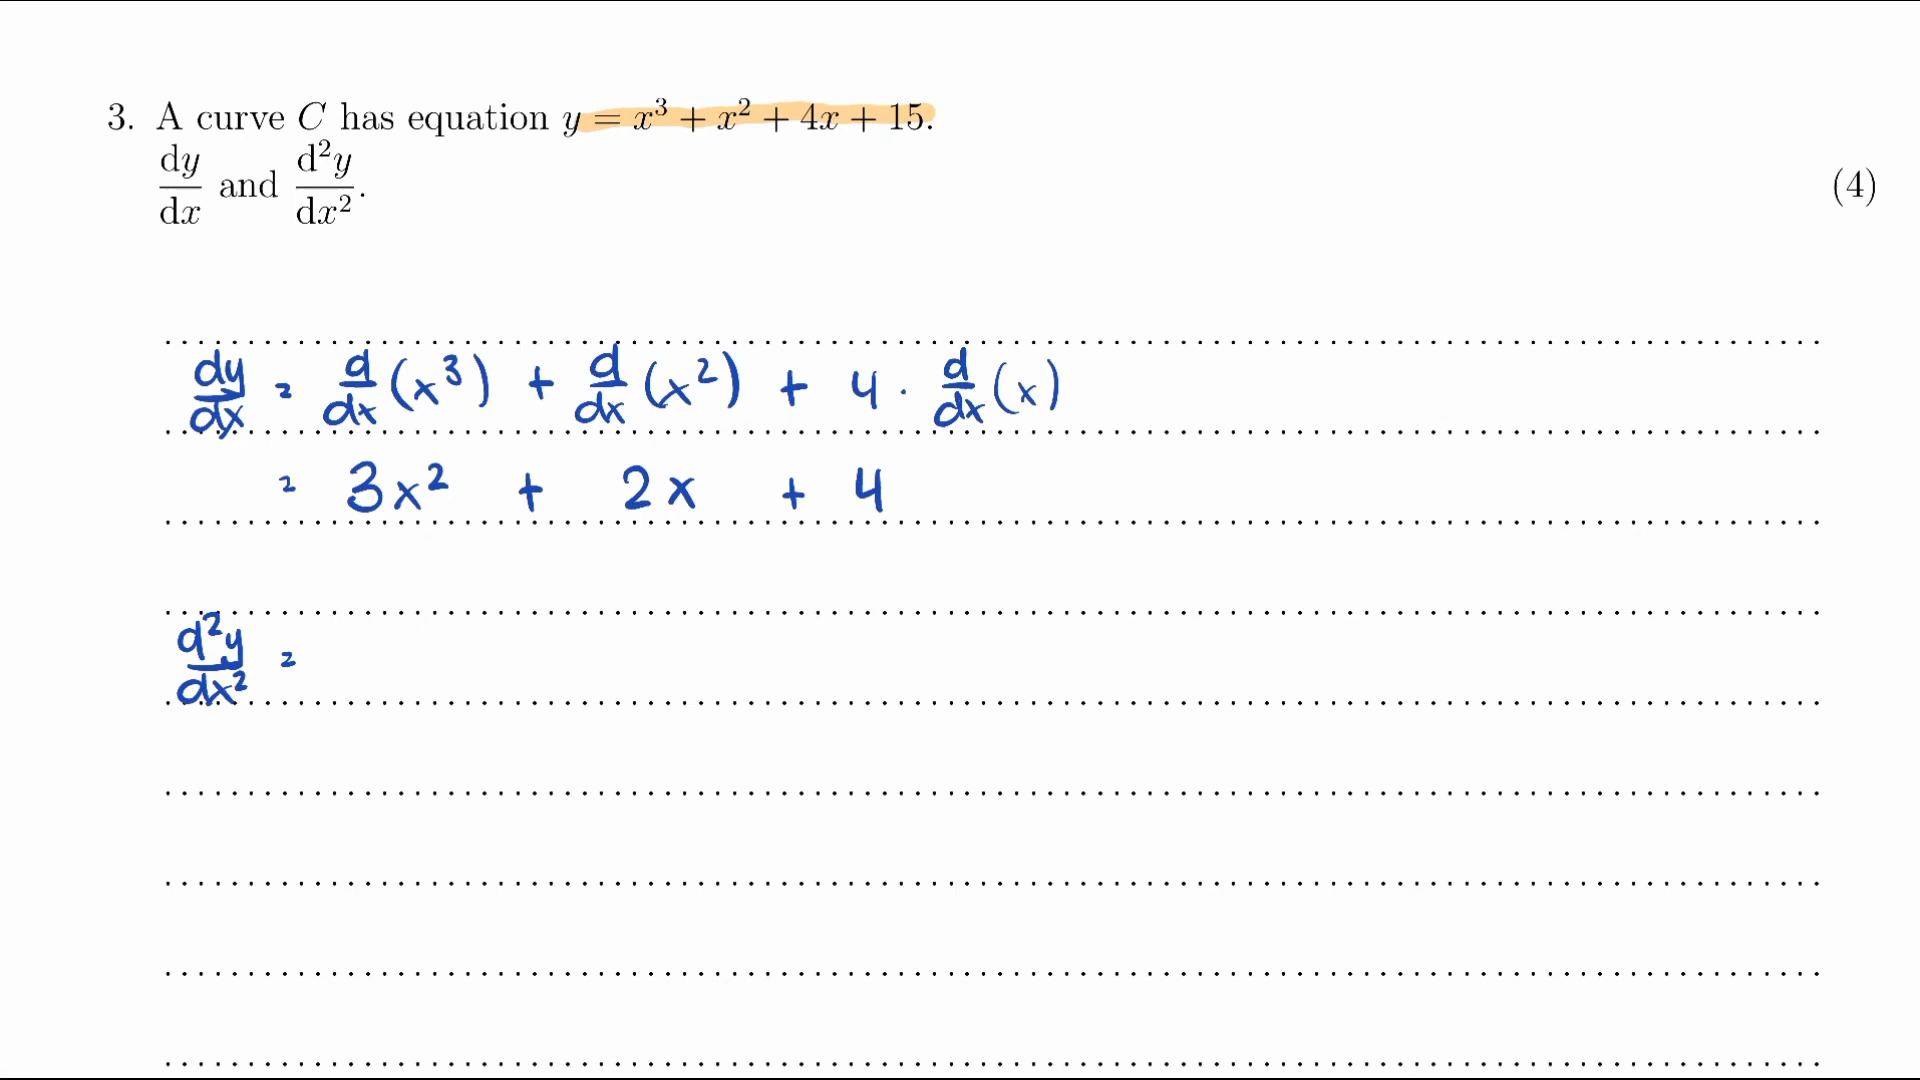 3. A curve C has equation y = x³ + x² + 4x + 15.
dy/dx and d²y/dx². (4)
dy/dx = d/dx (x³) + d/dx (x²) + 4 · d/dx (x)
= 3x² + 2x + 4
d²y/dx² =